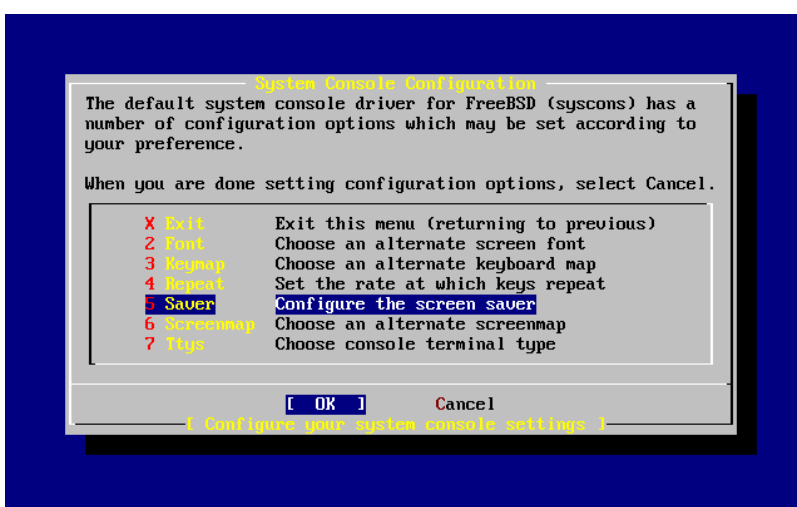 System Console Configuration
The default system console driver for FreeBSD (syscons) has a
number of configuration options which may be set according to
your preference.
When you are done setting configuration options, select Cancel.
X Exit Exit this menu (returning to previous)
2 Font Choose an alternate screen font
3 Keymap Choose an alternate keyboard map
4 Repeat Set the rate at which keys repeat
5 Saver Configure the screen saver
6 Screenmap Choose an alternate screenmap
7 Ttys Choose console terminal type
[ OK ] Cancel
[ Configure your system console settings ]